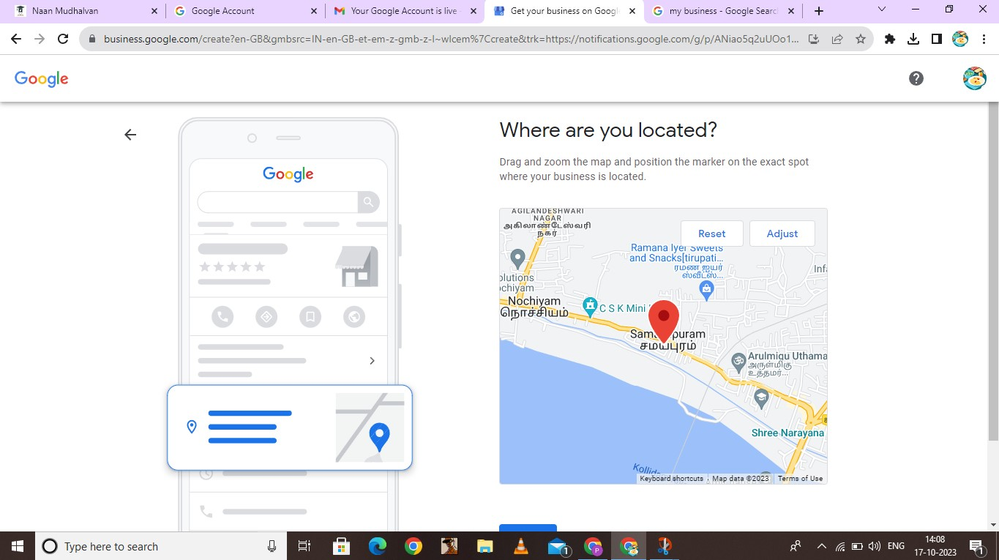 Naan Mudhalvan
Google Account
Your Google Account is live -
Get your business on Googl
my business - Google Searc
business.google.com/create?en-GB&gmbsrc=IN-en-GB-et-em-z-gmb-z-l~wlcem%7Ccreate&trk=https://notifications.google.com/g/p/ANiao5q2uUOo1...
Google
Where are you located?
Drag and zoom the map and position the marker on the exact spot
where your business is located.
Google
AGILANDESHWARI
NAGAR
அகிலாண்டேஸ்வரி
நகர்
Reset
Adjust
Ramana Iyer Sweets
and Snacks[tirupati...
ரமண ஐயர்
ஸ்வீட்ஸ்...
Infa
olutions
ochiyam
Nochiyam
நொச்சியம்
C S K Mini
Sam puram
சமயபுரம்
Arulmigu Uthama
அருள்மிகு
உத்தமர்...
8
Shree Narayana
Kollid
Keyboard shortcuts
Map data ©2023
Terms of Use
Type here to search
1
P
ENG
14:08
17-10-2023
1